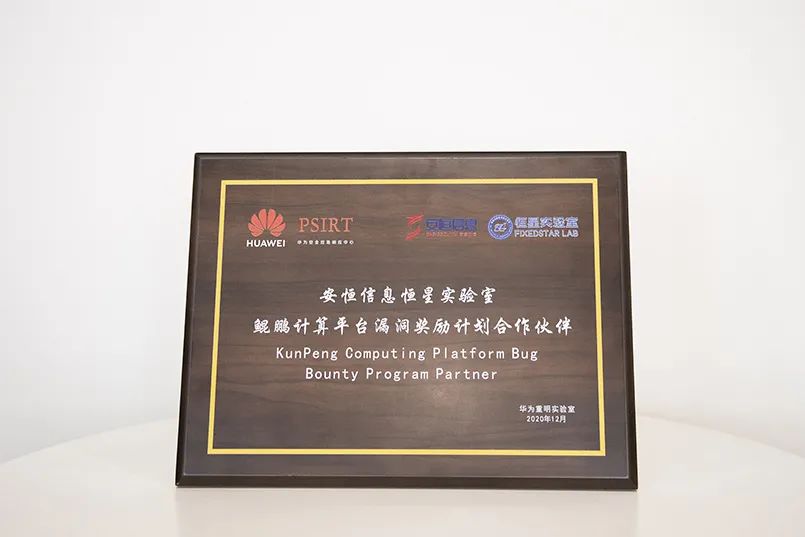 HUAWEI
PSIRT
华为安全应急响应中心
安恒信息
恒星实验室
FIXEDSTAR LAB
安恒信息恒星实验室
鲲鹏计算平台漏洞奖励计划合作伙伴
KunPeng Computing Platform Bug
Bounty Program Partner
华为重明实验室
2020年12月